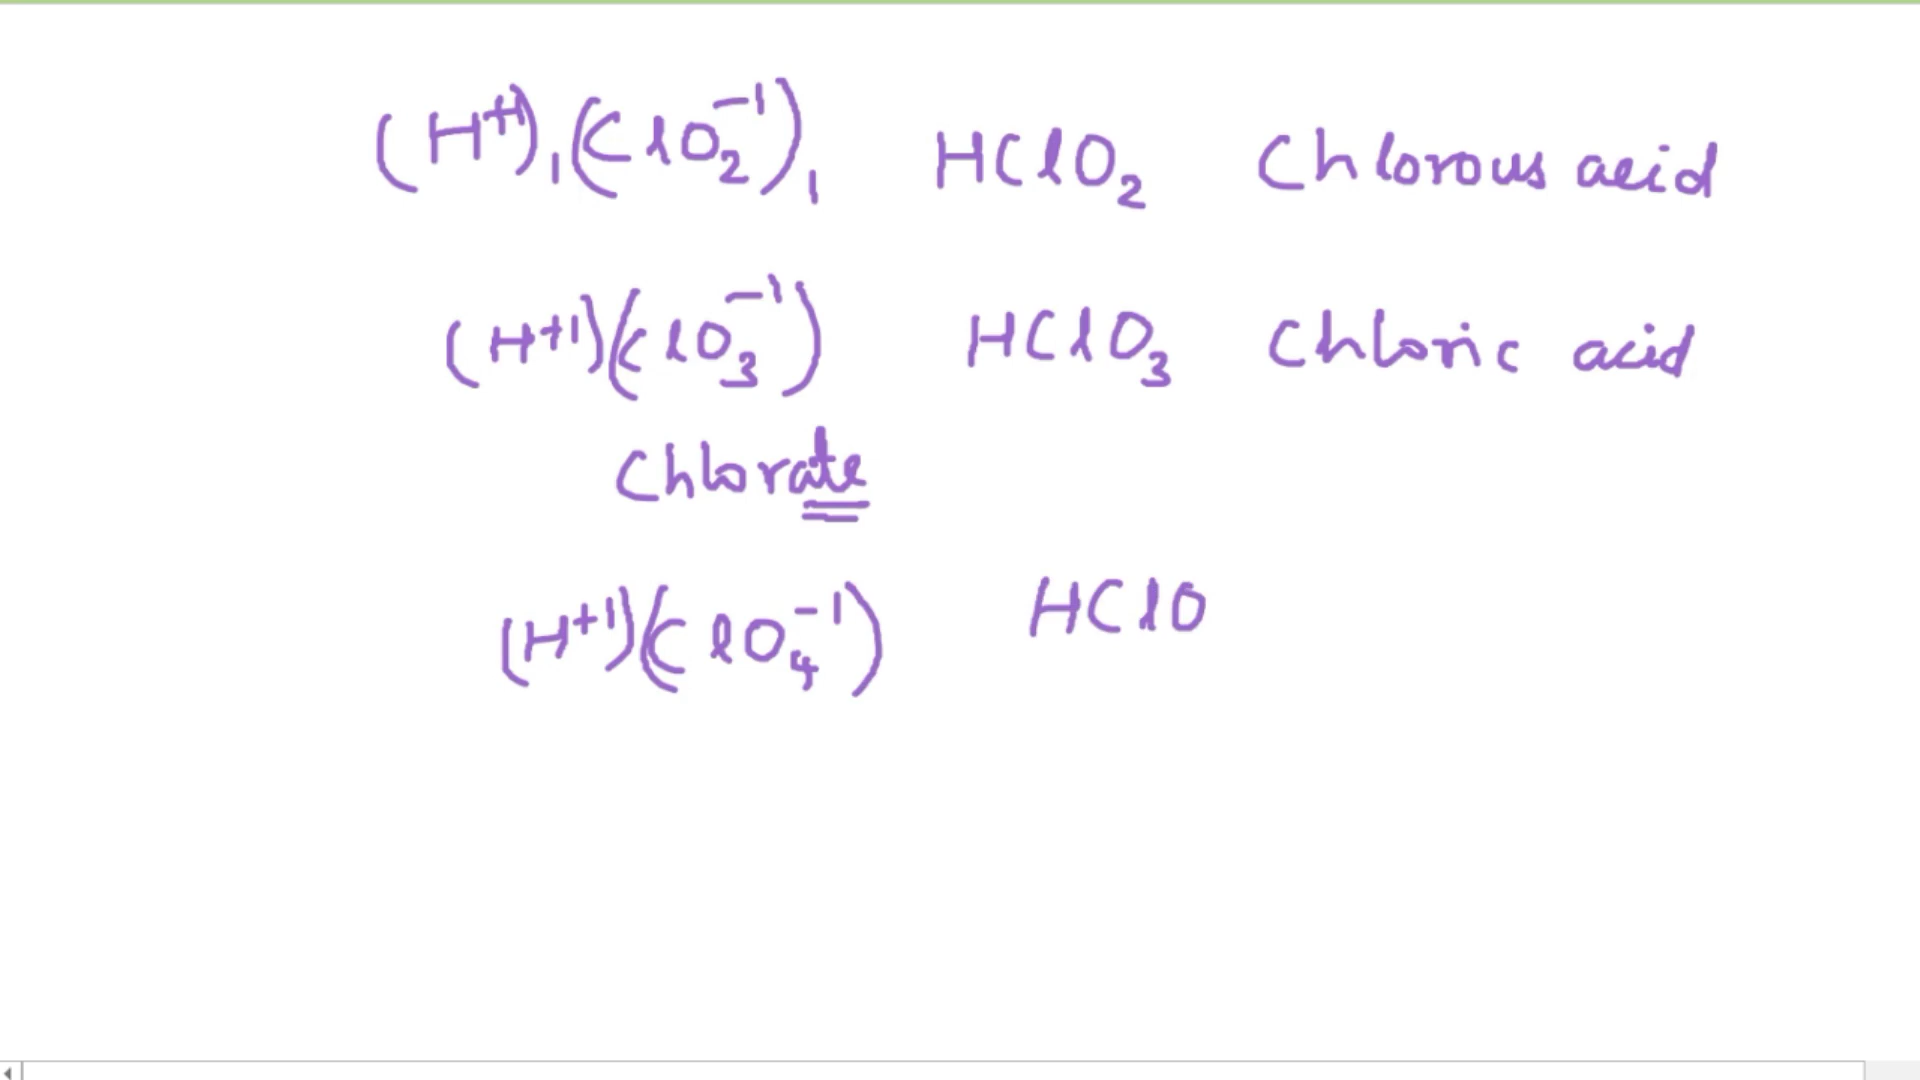 (H⁺¹)₁(ClO₂⁻¹)₁ HClO₂ Chlorous acid
(H⁺¹)(ClO₃⁻¹) HClO₃ Chloric acid
Chlorate
(H⁺¹)(ClO₄⁻¹) HClO